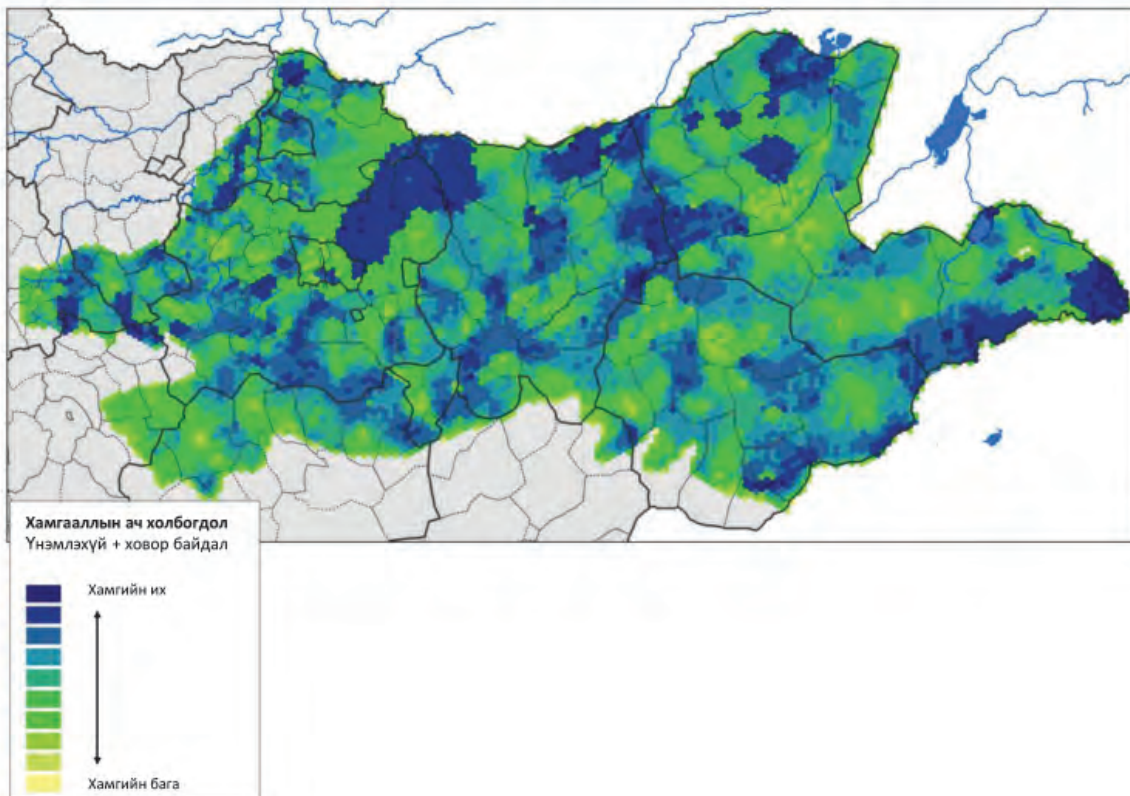 Хамгааллын ач холбогдол
Үнэмлэхүй + ховор байдал
Хамгийн их
Хамгийн бага